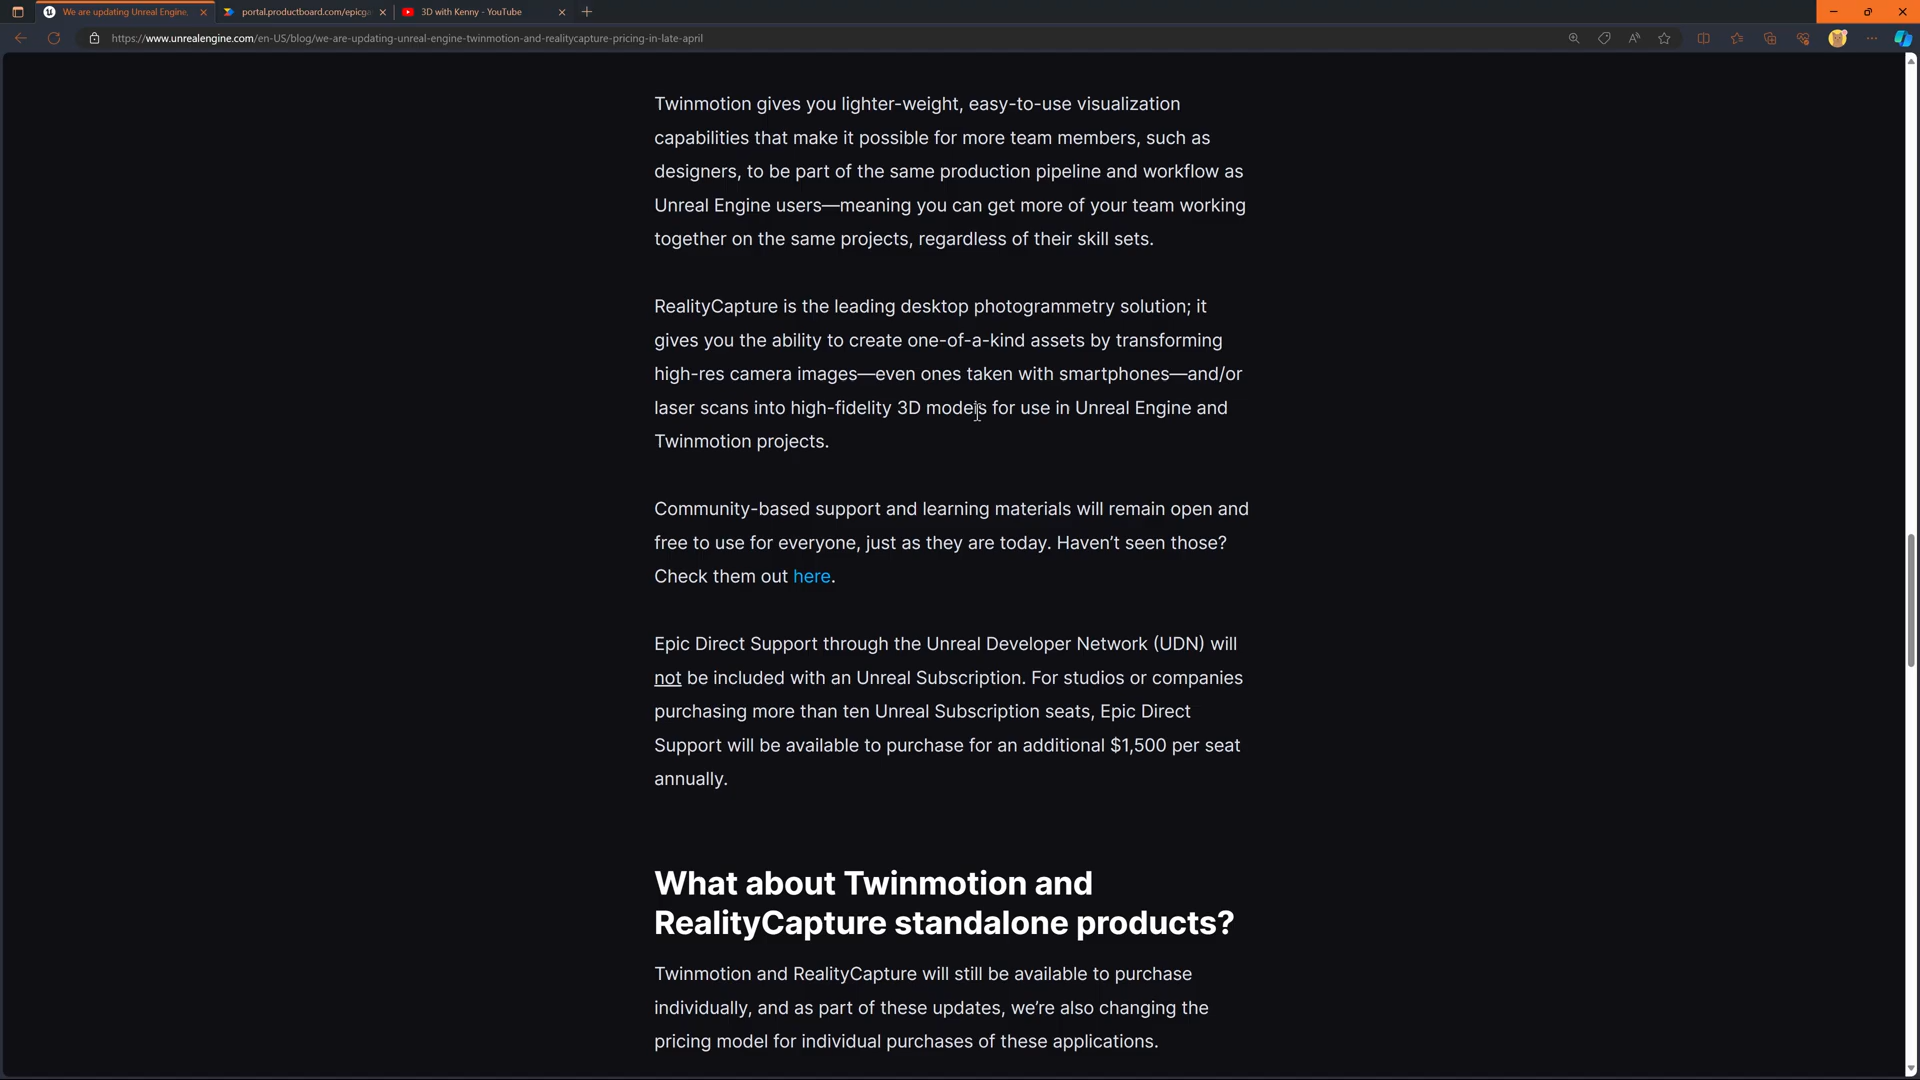 We are updating Unreal Engine,
portal.productboard.com/epicga
3D with Kenny - YouTube
https://www.unrealengine.com/en-US/blog/we-are-updating-unreal-engine-twinmotion-and-realitycapture-pricing-in-late-april
Twinmotion gives you lighter-weight, easy-to-use visualization
capabilities that make it possible for more team members, such as
designers, to be part of the same production pipeline and workflow as
Unreal Engine users—meaning you can get more of your team working
together on the same projects, regardless of their skill sets.
RealityCapture is the leading desktop photogrammetry solution; it
gives you the ability to create one-of-a-kind assets by transforming
high-res camera images—even ones taken with smartphones—and/or
laser scans into high-fidelity 3D models for use in Unreal Engine and
Twinmotion projects.
Community-based support and learning materials will remain open and
free to use for everyone, just as they are today. Haven’t seen those?
Check them out here.
Epic Direct Support through the Unreal Developer Network (UDN) will
not be included with an Unreal Subscription. For studios or companies
purchasing more than ten Unreal Subscription seats, Epic Direct
Support will be available to purchase for an additional $1,500 per seat
annually.
What about Twinmotion and
RealityCapture standalone products?
Twinmotion and RealityCapture will still be available to purchase
individually, and as part of these updates, we’re also changing the
pricing model for individual purchases of these applications.